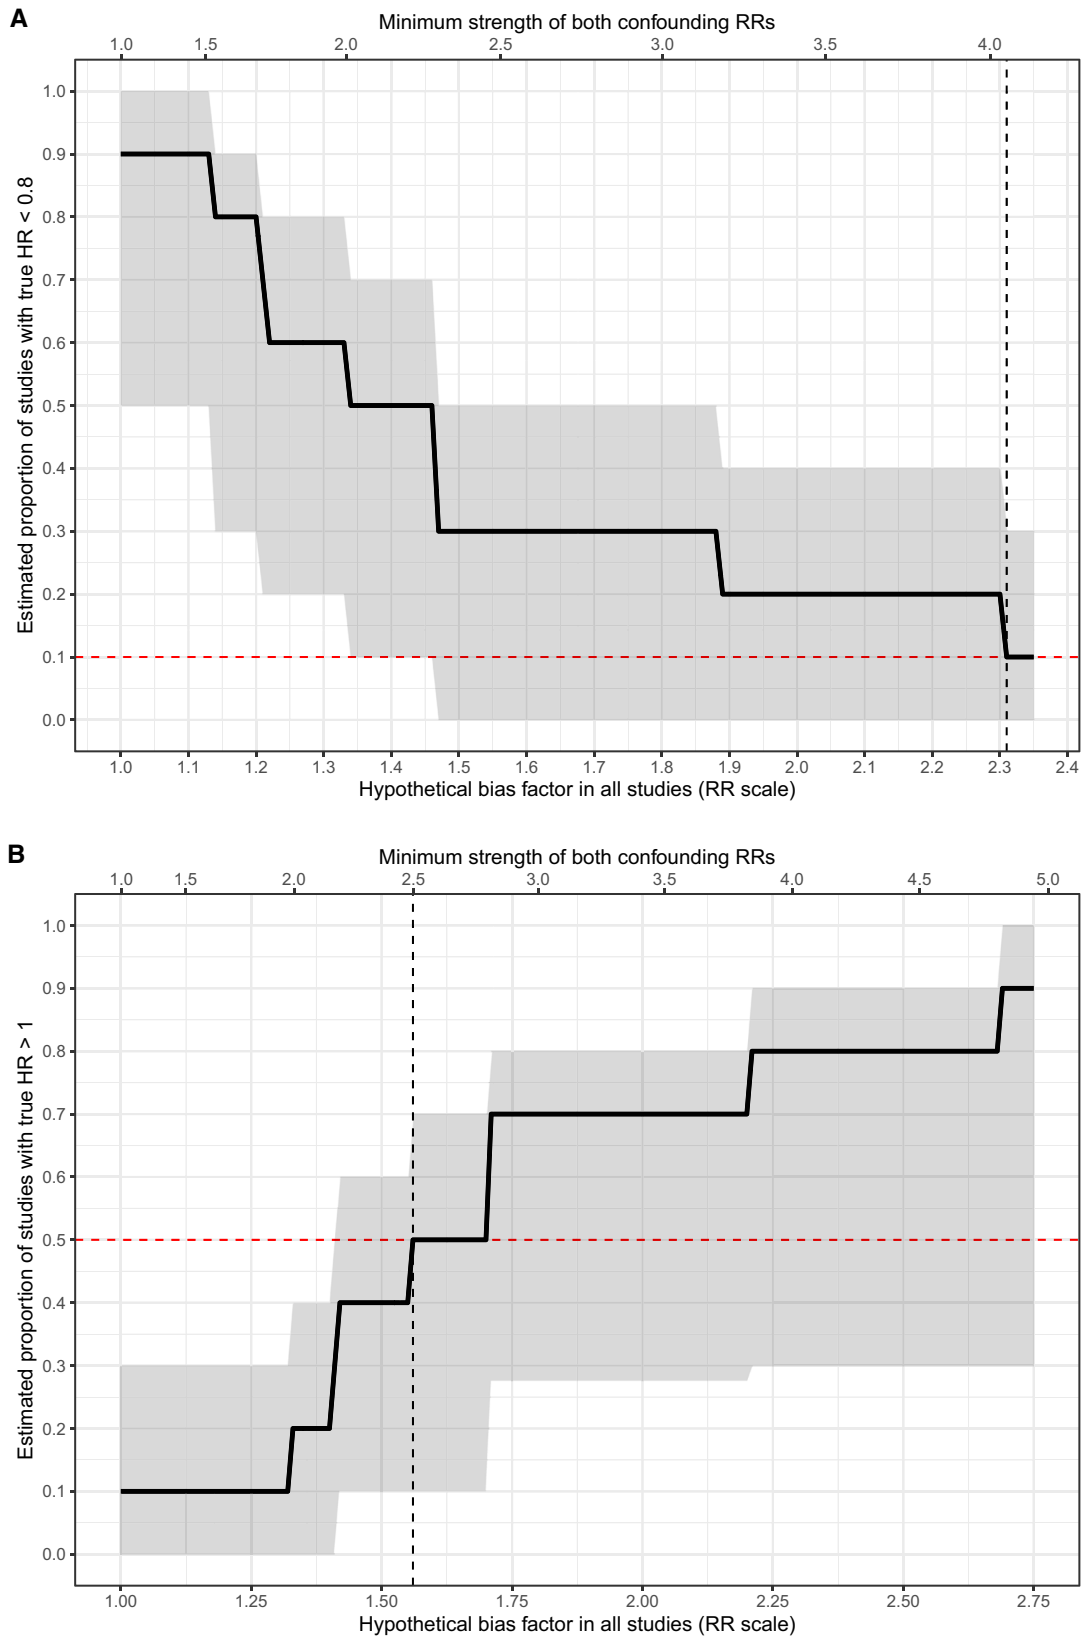 A
Minimum strength of both confounding RRs
1.0 1.5 2.0 2.5 3.0 3.5 4.0
Estimated proportion of studies with true HR < 0.8
1.0
0.9
0.8
0.7
0.6
0.5
0.4
0.3
0.2
0.1
0.0
1.0 1.1 1.2 1.3 1.4 1.5 1.6 1.7 1.8 1.9 2.0 2.1 2.2 2.3 2.4
Hypothetical bias factor in all studies (RR scale)
B
Minimum strength of both confounding RRs
1.0 1.5 2.0 2.5 3.0 3.5 4.0 4.5 5.0
Estimated proportion of studies with true HR > 1
1.0
0.9
0.8
0.7
0.6
0.5
0.4
0.3
0.2
0.1
0.0
1.00 1.25 1.50 1.75 2.00 2.25 2.50 2.75
Hypothetical bias factor in all studies (RR scale)